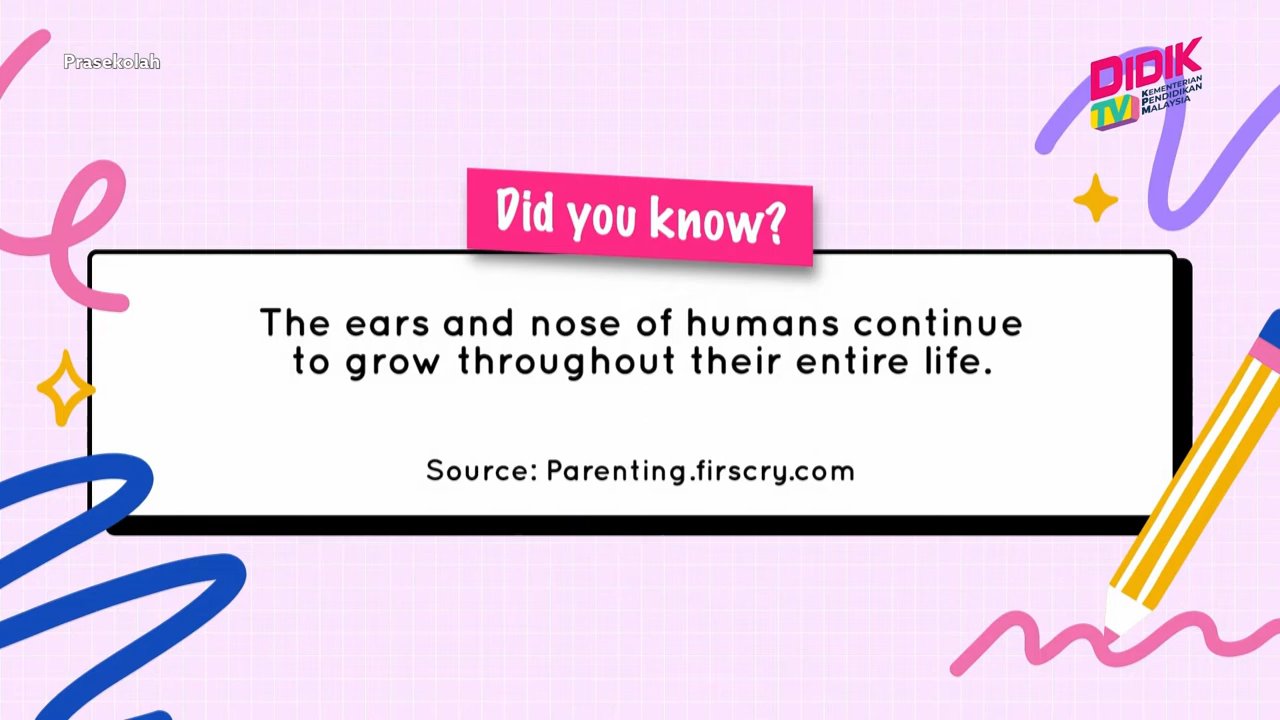 Prasekolah
DIDIK
TV
KEMENTERIAN
PENDIDIKAN
MALAYSIA
Did you know?
The ears and nose of humans continue
to grow throughout their entire life.
Source: Parenting.firscry.com